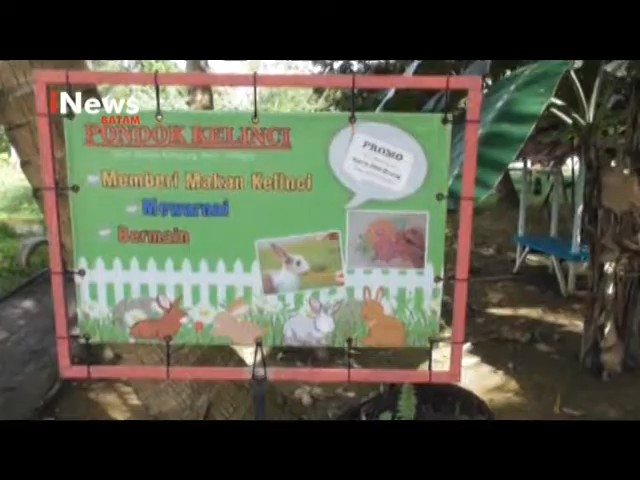 iNews
BATAM
PONDOK KELINCI
PROMO
Memberi Makan Kelinci
Mewarnai
Bermain